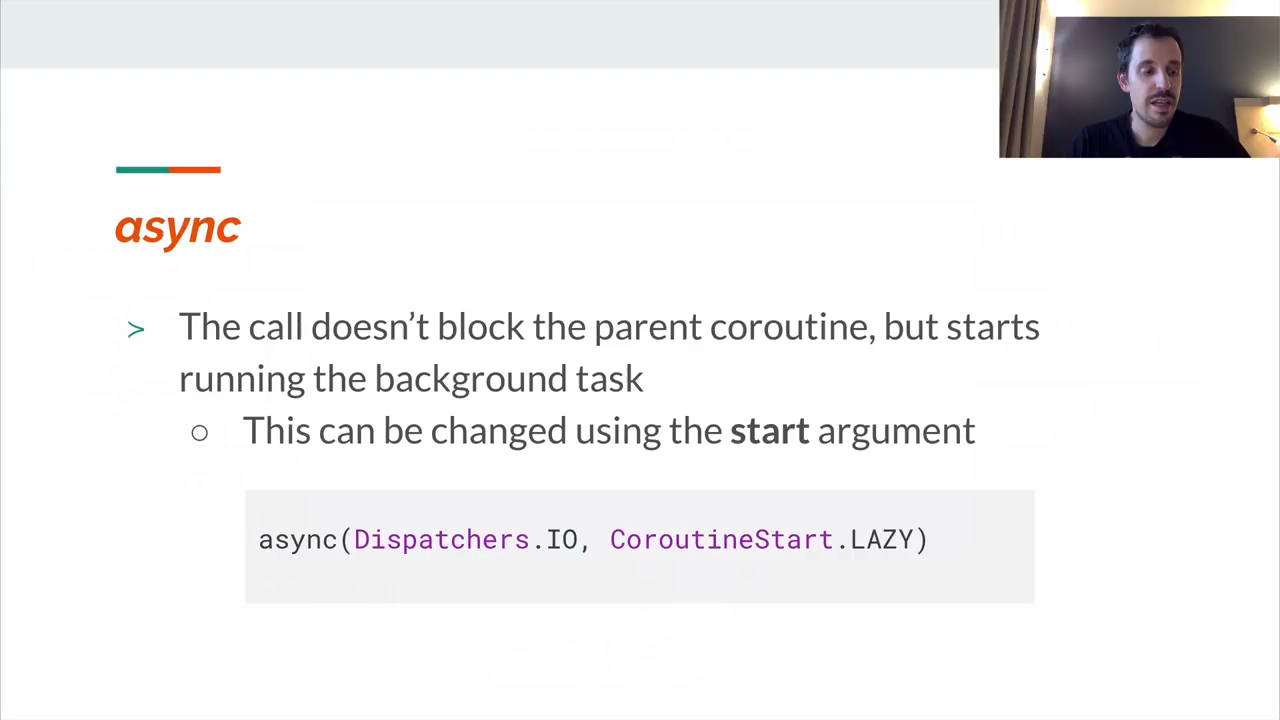 async
≻ The call doesn’t block the parent coroutine, but starts
running the background task
○ This can be changed using the start argument
async(Dispatchers.IO, CoroutineStart.LAZY)